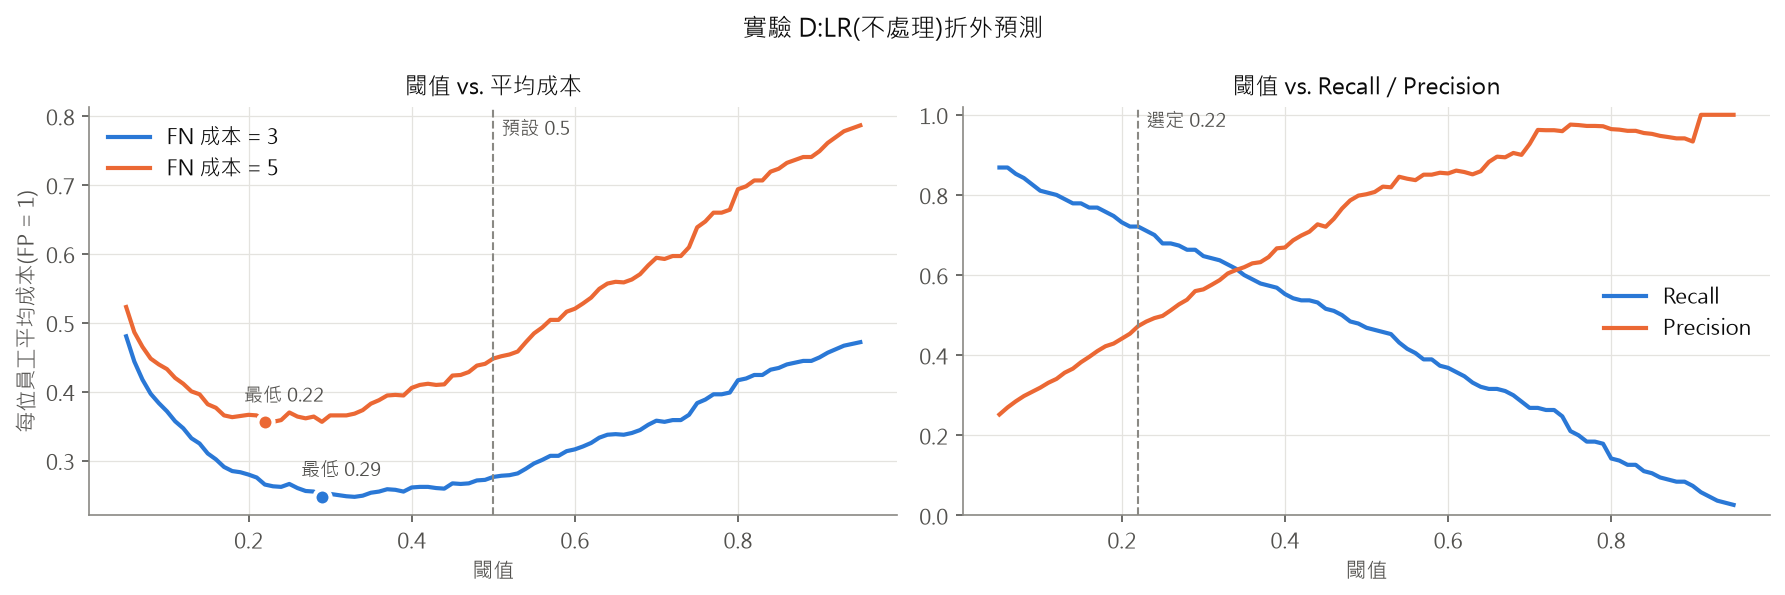 實驗 D:LR(不處理)折外預測
閾值 vs. 平均成本
每位員工平均成本(FP = 1)
0.8
0.7
0.6
0.5
0.4
0.3
FN 成本 = 3
FN 成本 = 5
預設 0.5
最低 0.22
最低 0.29
0.2
0.4
0.6
0.8
閾值
閾值 vs. Recall / Precision
1.0
0.8
0.6
0.4
0.2
0.0
選定 0.22
Recall
Precision
0.2
0.4
0.6
0.8
閾值